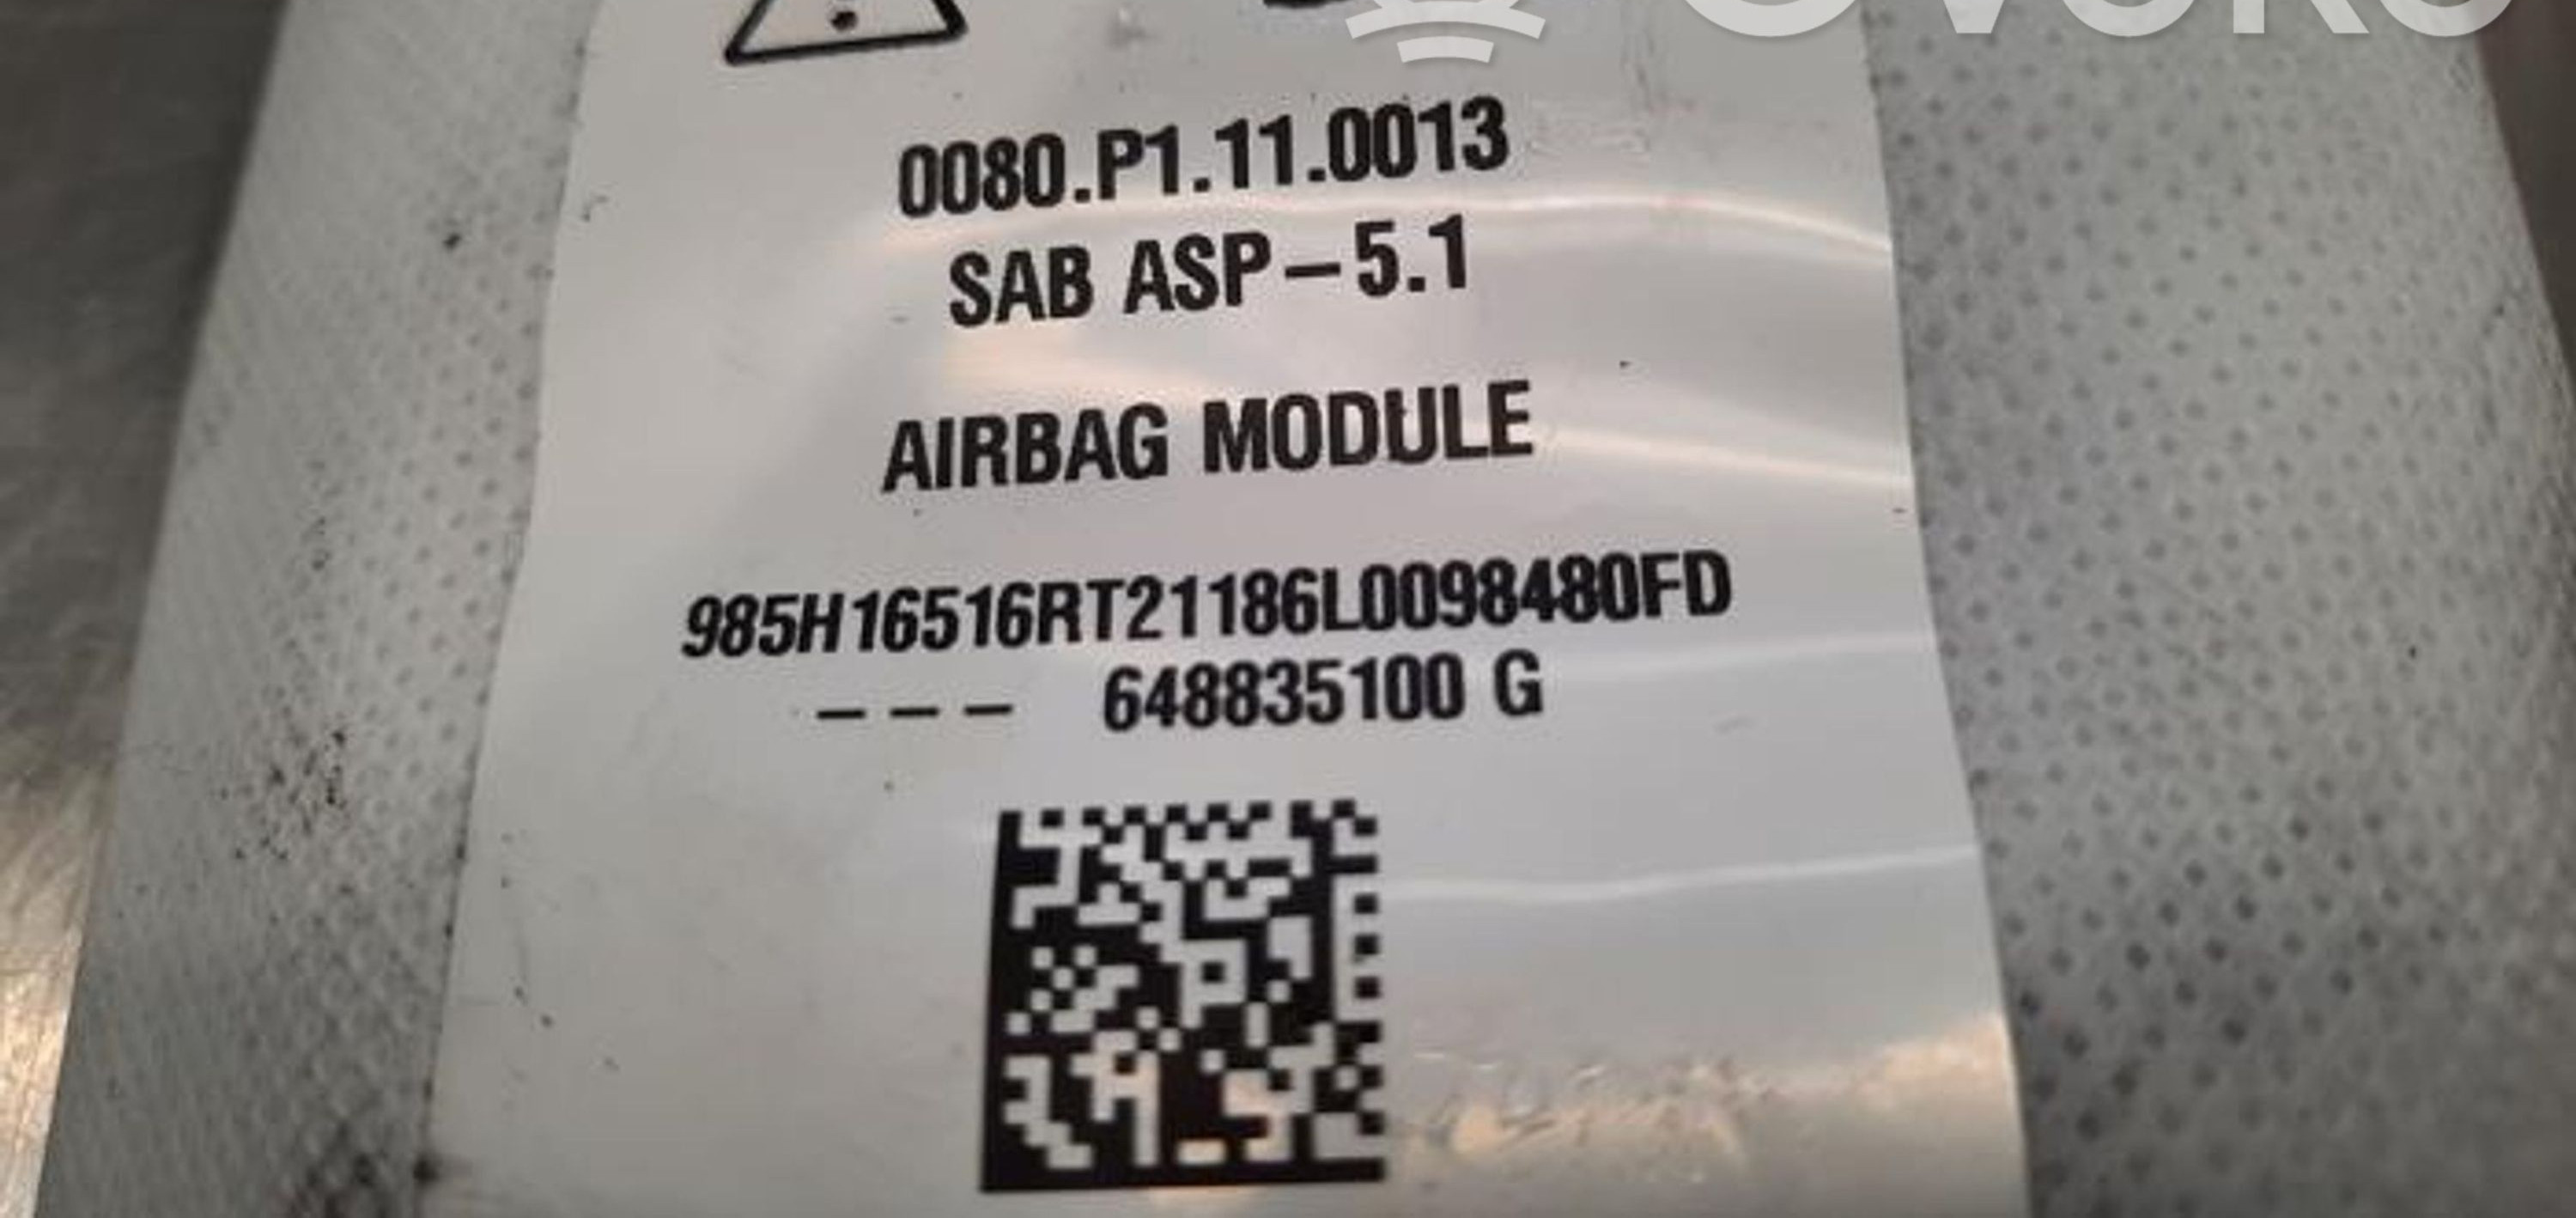 0080.P1.11.0013
SAB ASP–5.1
AIRBAG MODULE
985H16516RT21186L0098480FD
––– 648835100 G